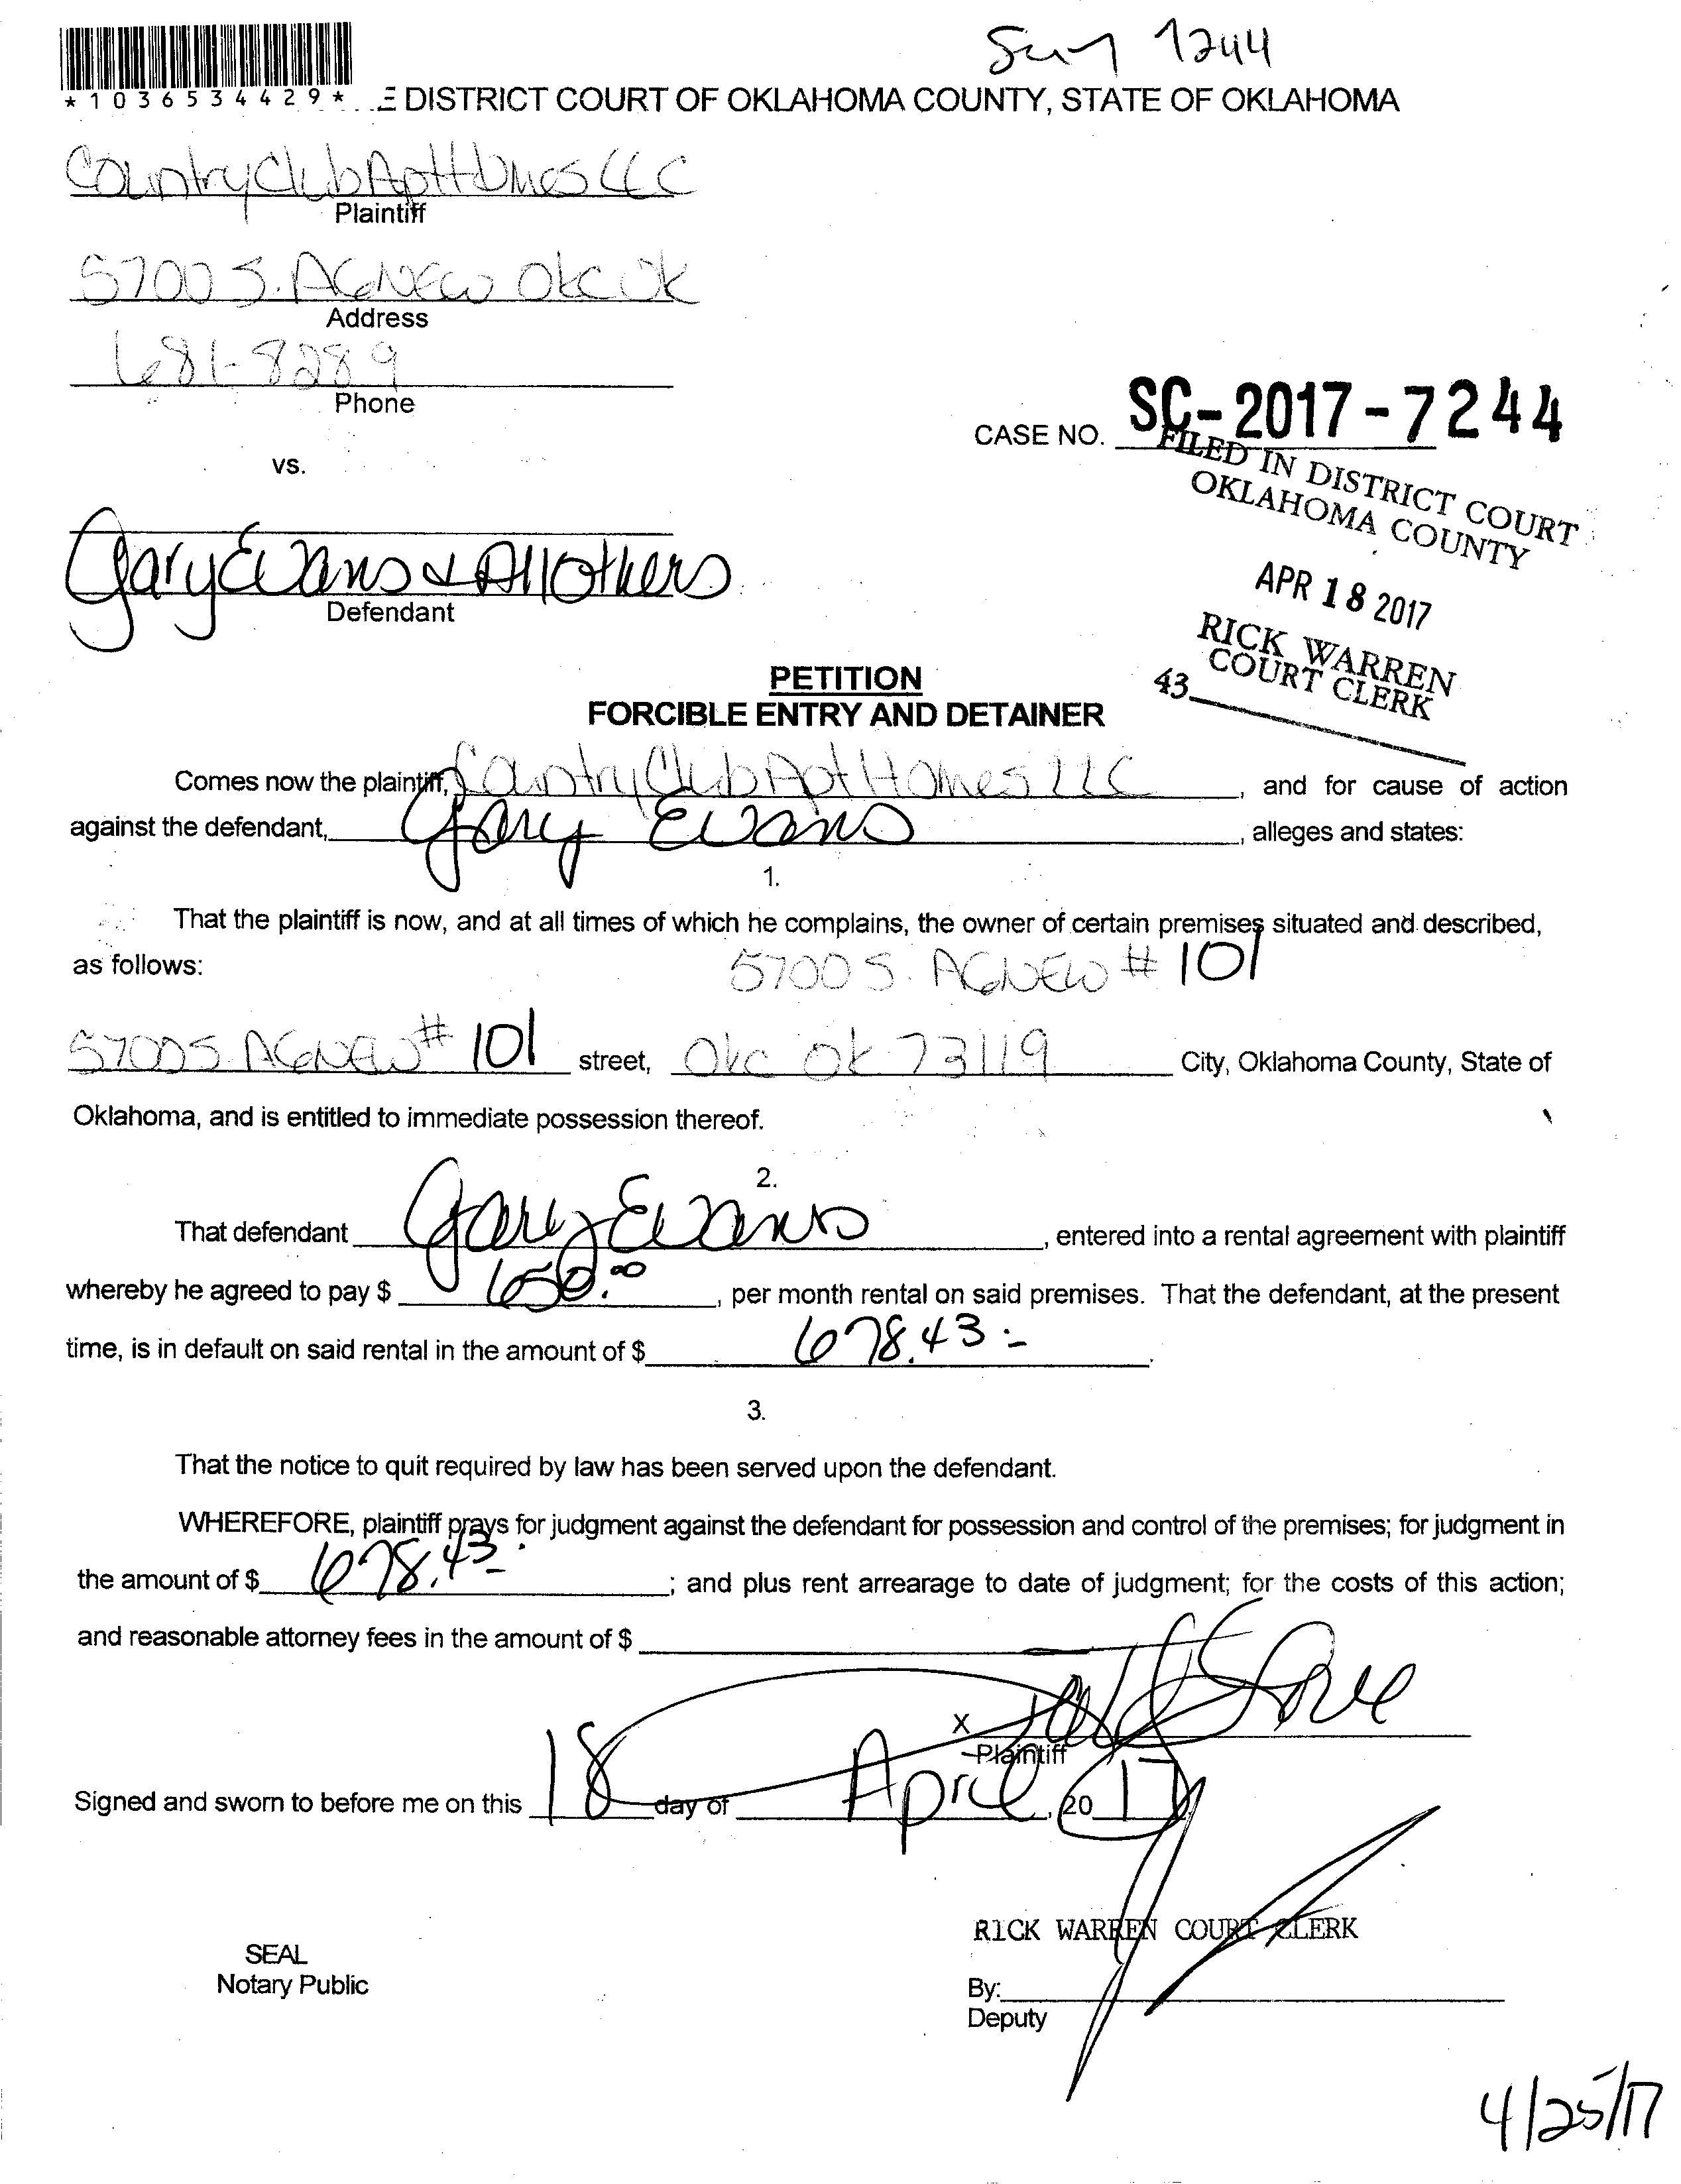 *1036534429*
E DISTRICT COURT OF OKLAHOMA COUNTY, STATE OF OKLAHOMA
Country Club Apt Homes LLC
Plaintiff
5700 S. AGNEW OKC OK
Address
681-8289
Phone
CASE NO. SC-2017-7244
vs.
FILED IN DISTRICT COURT
OKLAHOMA COUNTY
APR 18 2017
RICK WARREN
COURT CLERK
43
Gary Evans & All Others
Defendant
PETITION
FORCIBLE ENTRY AND DETAINER
Comes now the plaintiff, Country Club Apt Homes LLC, and for cause of action
against the defendant, Gary Evans, alleges and states:
1.
That the plaintiff is now, and at all times of which he complains, the owner of certain premises situated and described,
as follows: 5700 S. AGNEW # 101
5700 S. AGNEW # 101 street, OKC OK 73119 City, Oklahoma County, State of
Oklahoma, and is entitled to immediate possession thereof.
2.
That defendant Gary Evans, entered into a rental agreement with plaintiff
whereby he agreed to pay $ 650.00, per month rental on said premises. That the defendant, at the present
time, is in default on said rental in the amount of $ 678.43.
3.
That the notice to quit required by law has been served upon the defendant.
WHEREFORE, plaintiff prays for judgment against the defendant for possession and control of the premises; for judgment in
the amount of $ 678.43; and plus rent arrearage to date of judgment; for the costs of this action;
and reasonable attorney fees in the amount of $
X
Plaintiff
Signed and sworn to before me on this 18 day of April, 20 17
RICK WARREN COURT CLERK
SEAL
Notary Public
By:
Deputy
4/25/17